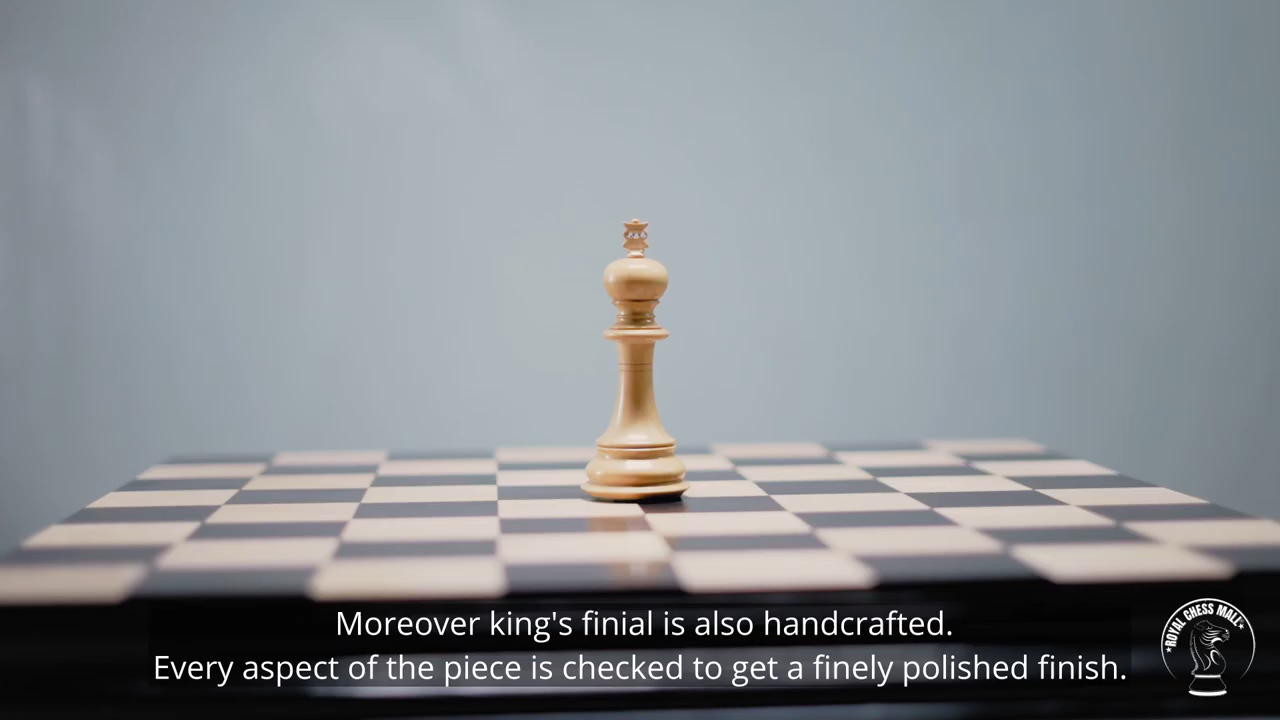 Moreover king's finial is also handcrafted.
Every aspect of the piece is checked to get a finely polished finish.
ROYAL CHESS MALL